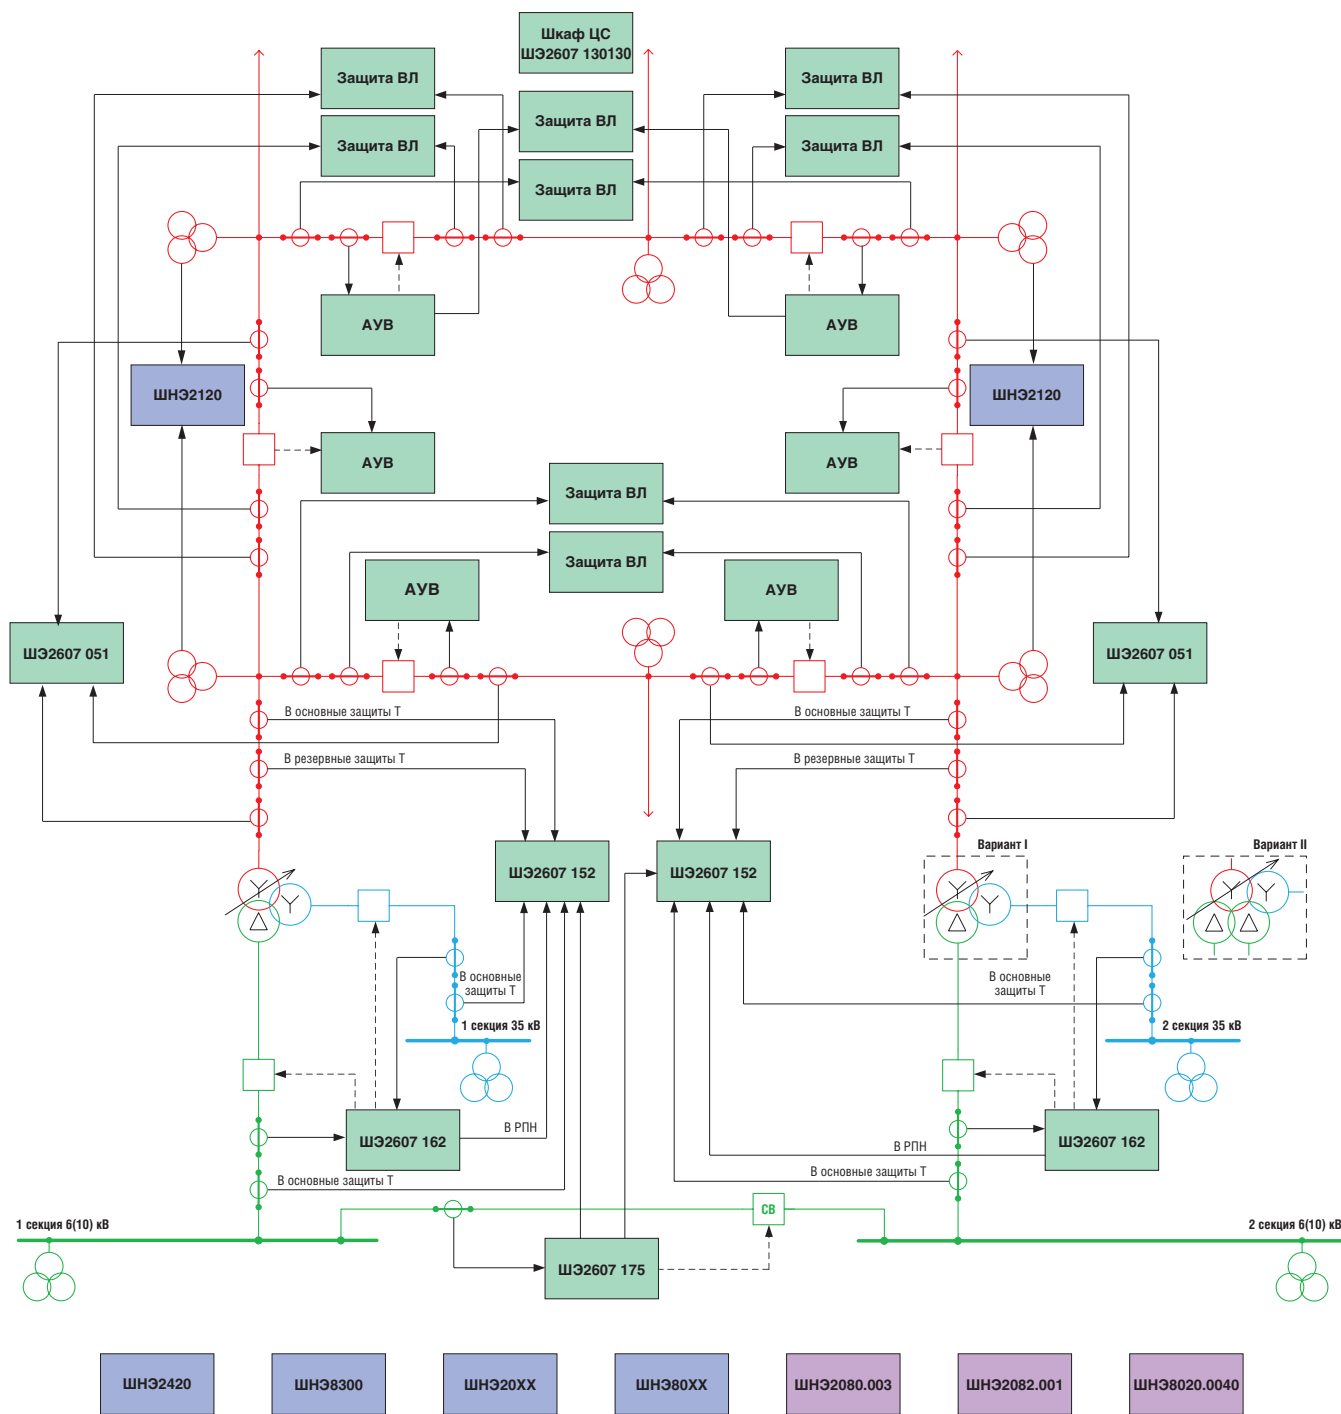 Шкаф ЦС
ШЭ2607 130130
Защита ВЛ
Защита ВЛ
Защита ВЛ
Защита ВЛ
Защита ВЛ
Защита ВЛ
АУВ
АУВ
ШНЭ2120
ШНЭ2120
АУВ
АУВ
Защита ВЛ
Защита ВЛ
АУВ
АУВ
ШЭ2607 051
ШЭ2607 051
В основные защиты Т
В основные защиты Т
В резервные защиты Т
В резервные защиты Т
Вариант I
Вариант II
ШЭ2607 152
ШЭ2607 152
В основные
защиты Т
В основные
защиты Т
1 секция 35 кВ
2 секция 35 кВ
В РПН
ШЭ2607 162
В РПН
ШЭ2607 162
В основные защиты Т
В основные защиты Т
СВ
1 секция 6(10) кВ
2 секция 6(10) кВ
ШЭ2607 175
ШНЭ2420
ШНЭ8300
ШНЭ20ХХ
ШНЭ80ХХ
ШНЭ2080.003
ШНЭ2082.001
ШНЭ8020.0040